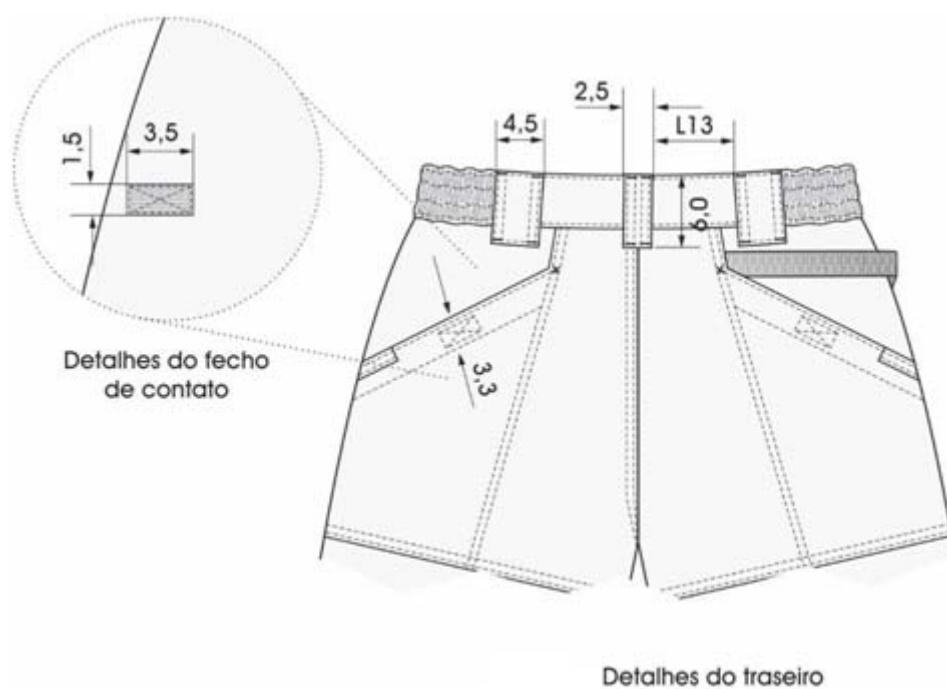 2,5
4,5
L13
3,5
1,5
6,0
Detalhes do fecho
de contato
3,3
Detalhes do traseiro